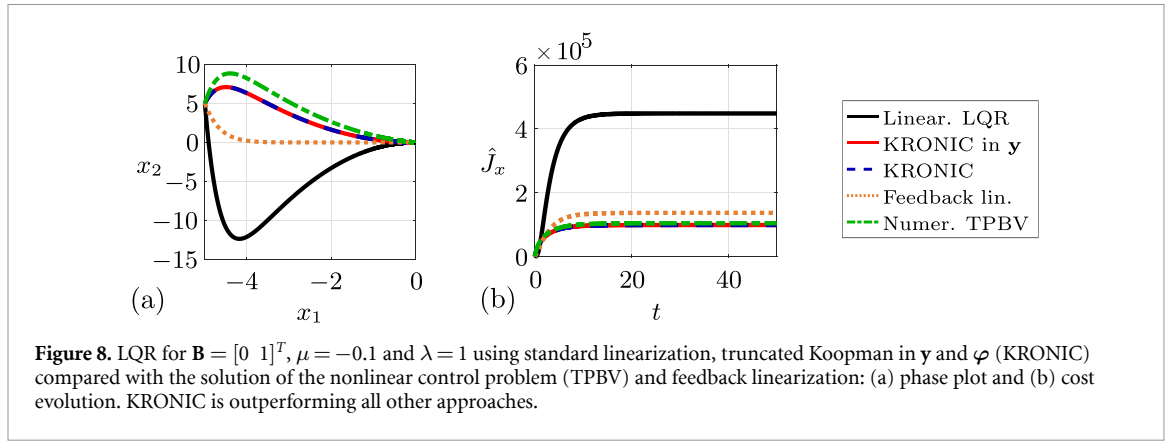 10
5
0
−5
−10
−15
x2
−4
−2
0
x1
(a)
× 10^5
6
4
2
0
Ĵx
0
20
40
t
(b)
Linear. LQR
KRONIC in y
KRONIC
Feedback lin.
Numer. TPBV
Figure 8. LQR for B = [0 1]^T, μ = −0.1 and λ = 1 using standard linearization, truncated Koopman in y and φ (KRONIC)
compared with the solution of the nonlinear control problem (TPBV) and feedback linearization: (a) phase plot and (b) cost
evolution. KRONIC is outperforming all other approaches.